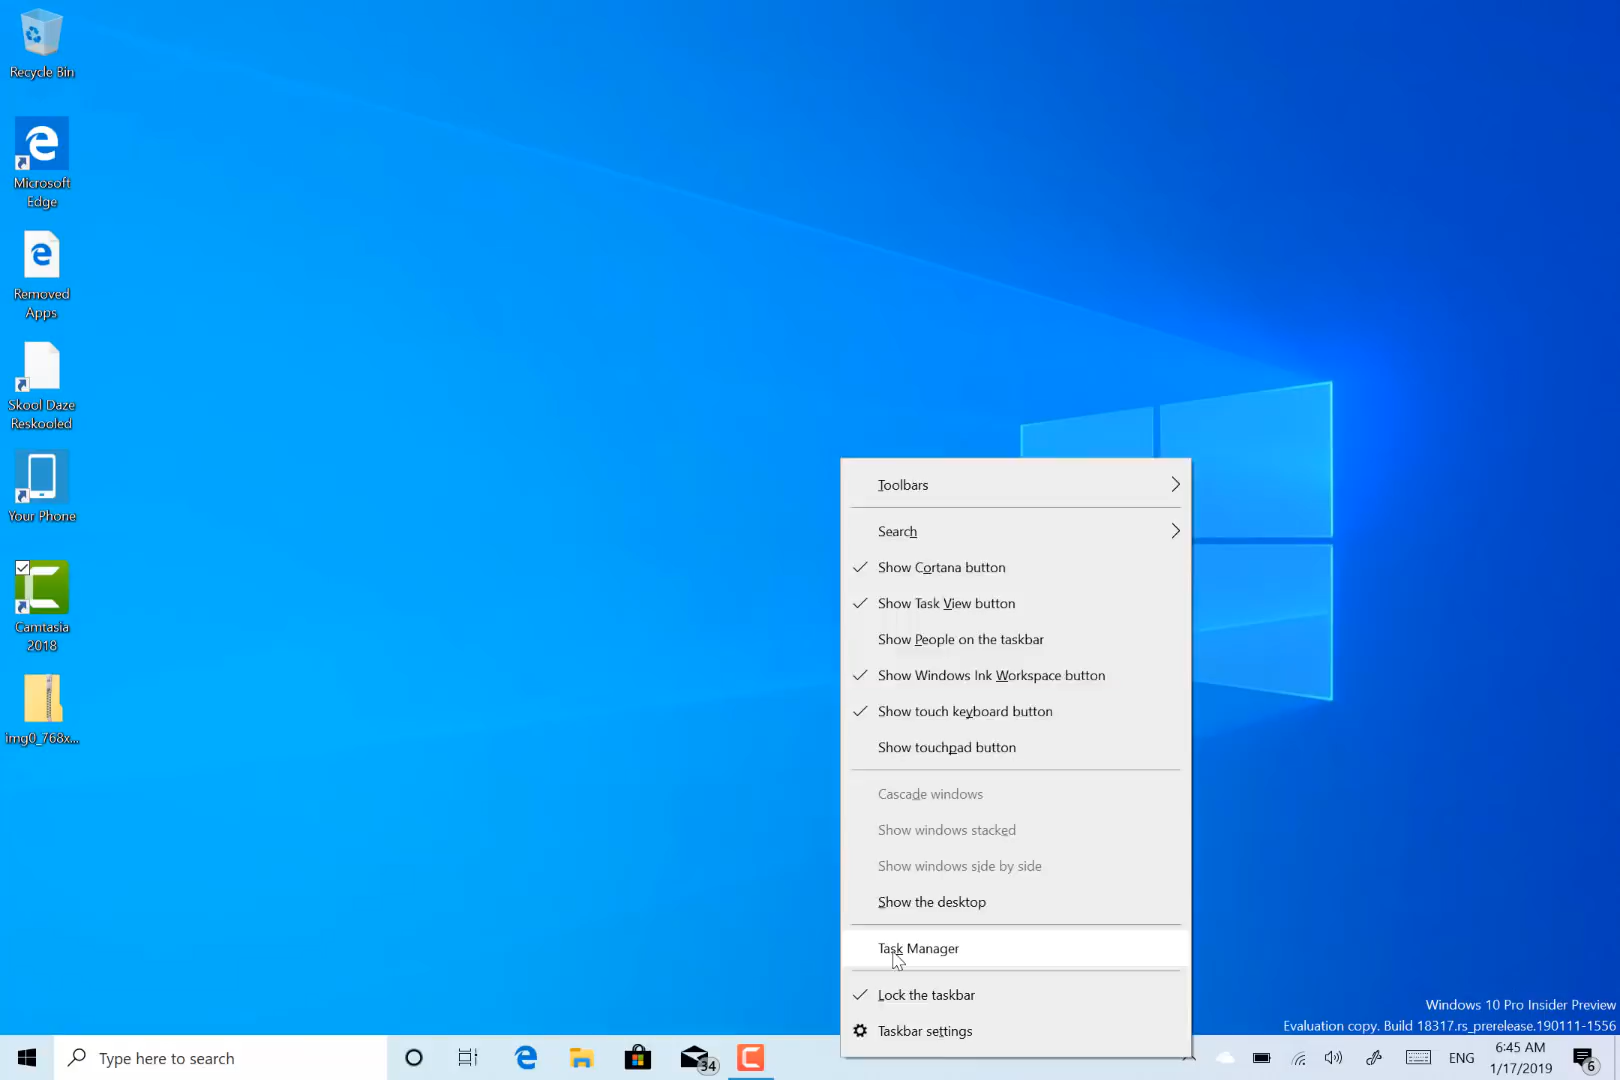 Recycle Bin
Microsoft
Edge
Removed
Apps
Skool Daze
Reskooled
Your Phone
Camtasia
2018
img0_768x...
Toolbars
Search
Show Cortana button
Show Task View button
Show People on the taskbar
Show Windows Ink Workspace button
Show touch keyboard button
Show touchpad button
Cascade windows
Show windows stacked
Show windows side by side
Show the desktop
Task Manager
Lock the taskbar
Taskbar settings
Windows 10 Pro Insider Preview
Evaluation copy. Build 18317.rs_prerelease.190111-1556
Type here to search
34
ENG
6:45 AM
1/17/2019
6